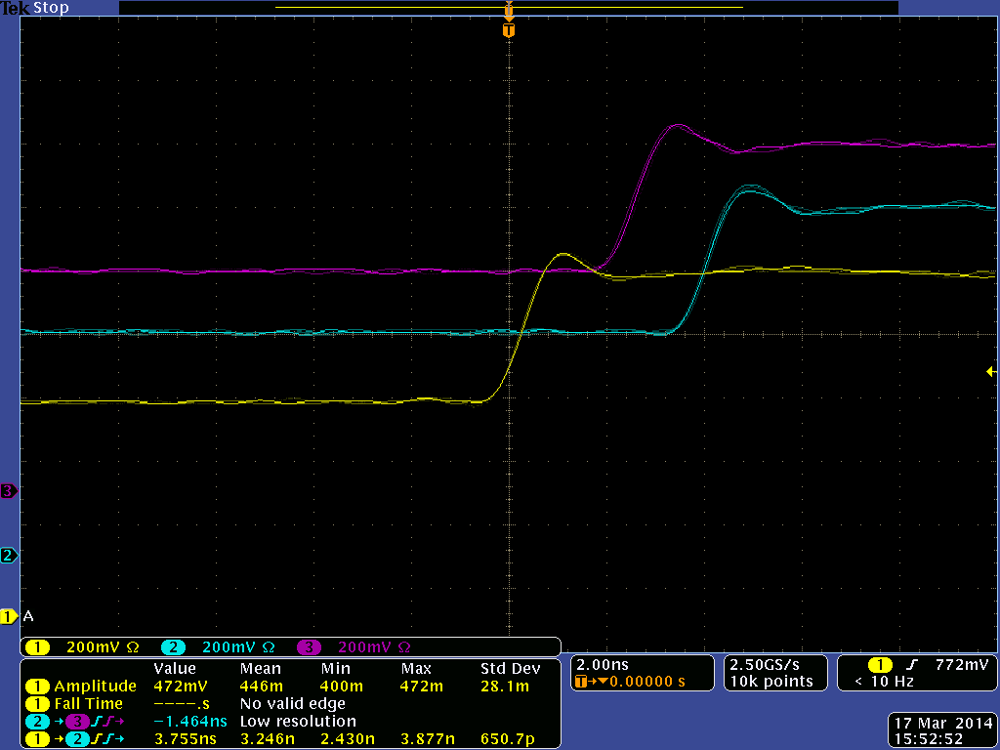 Tek Stop
T
T
3
2
1 A
1 200mV Ω 2 200mV Ω 3 200mV Ω
Value Mean Min Max Std Dev
1 Amplitude 472mV 446m 400m 472m 28.1m
1 Fall Time ----.s No valid edge
2 → 3 → -1.464ns Low resolution
1 → 2 → 3.755ns 3.246n 2.430n 3.877n 650.7p
2.00ns
T→▼0.00000 s
2.50GS/s
10k points
1 772mV
< 10 Hz
17 Mar 2014
15:52:52